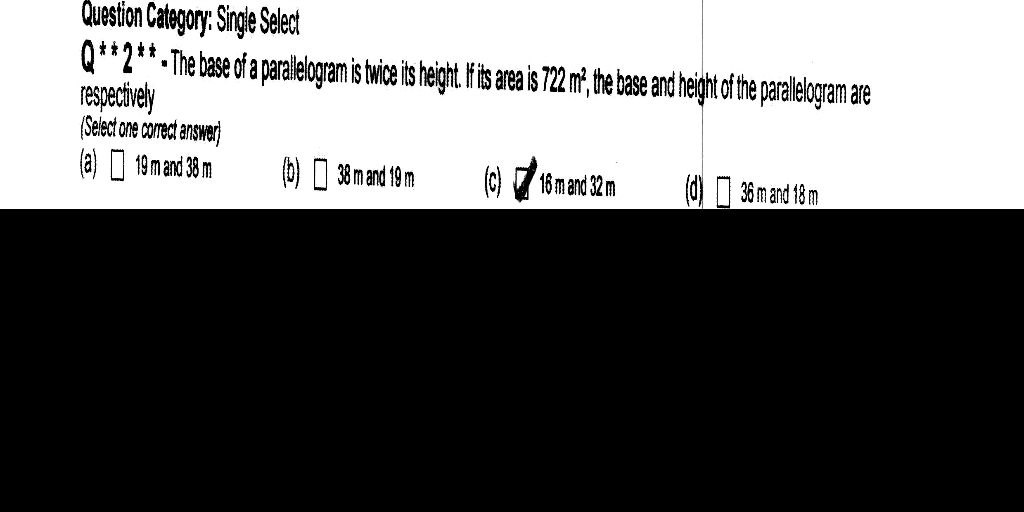 Question Category: Single Select
Q**2** - The base of a parallelogram is twice its height. If its area is 722 m², the base and height of the parallelogram are
respectively
(Select one correct answer)
(a) ☐ 19 m and 38 m (b) ☐ 38 m and 19 m (c) ☑ 16 m and 32 m (d) ☐ 36 m and 18 m